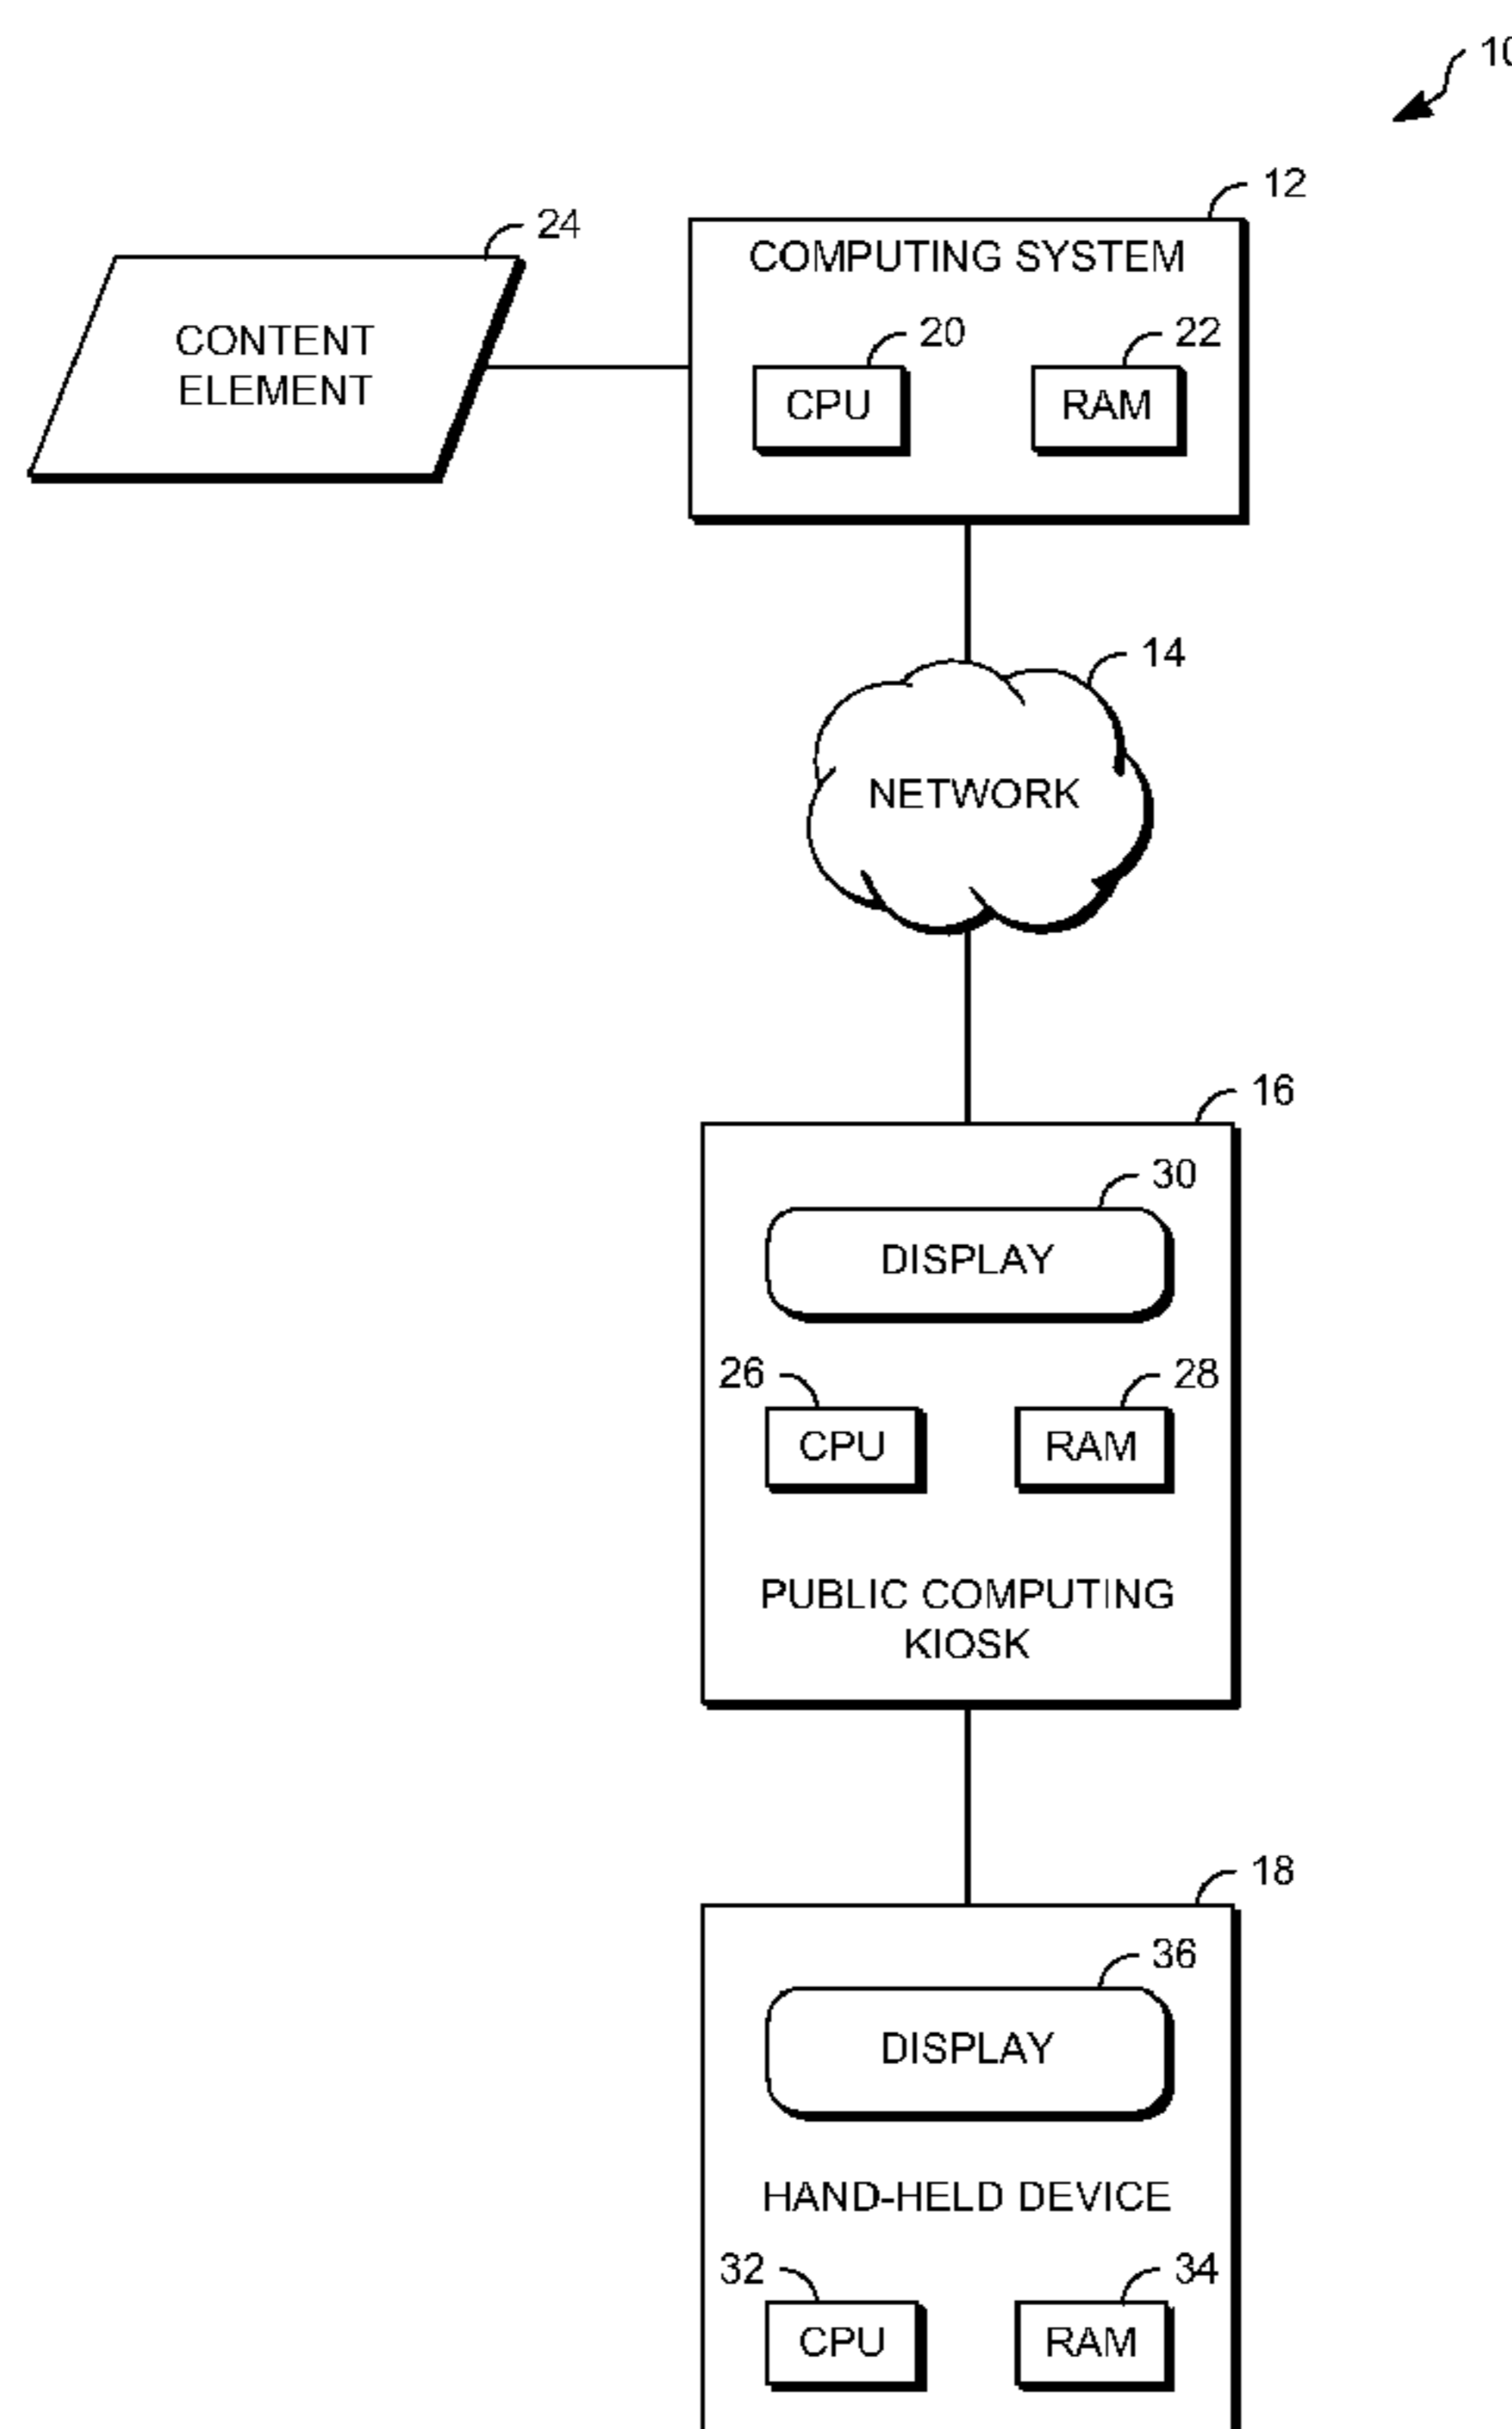 10
12
24
COMPUTING SYSTEM
20
22
CONTENT
ELEMENT
CPU
RAM
14
NETWORK
16
30
DISPLAY
26
28
CPU
RAM
PUBLIC COMPUTING
KIOSK
18
36
DISPLAY
HAND-HELD DEVICE
32
34
CPU
RAM